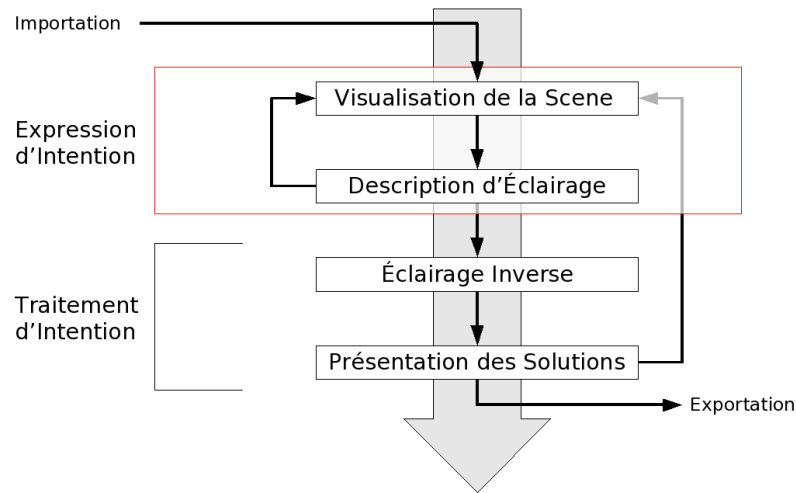 Importation
Visualisation de la Scene
Expression
d’Intention
Description d’Éclairage
Éclairage Inverse
Traitement
d’Intention
Présentation des Solutions
Exportation